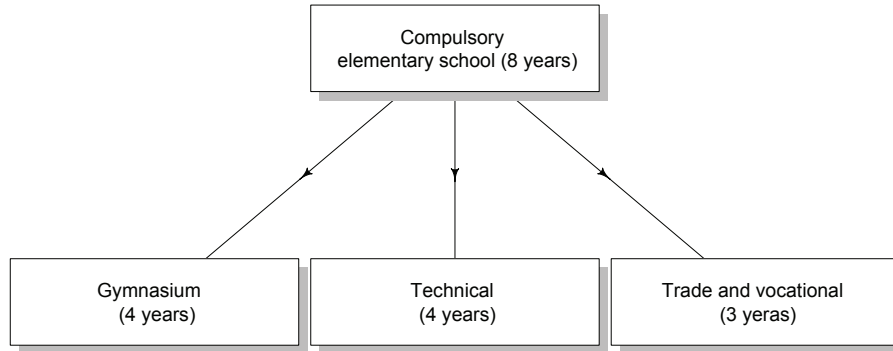 Compulsory
elementary school (8 years)
Gymnasium
(4 years)
Technical
(4 years)
Trade and vocational
(3 yeras)